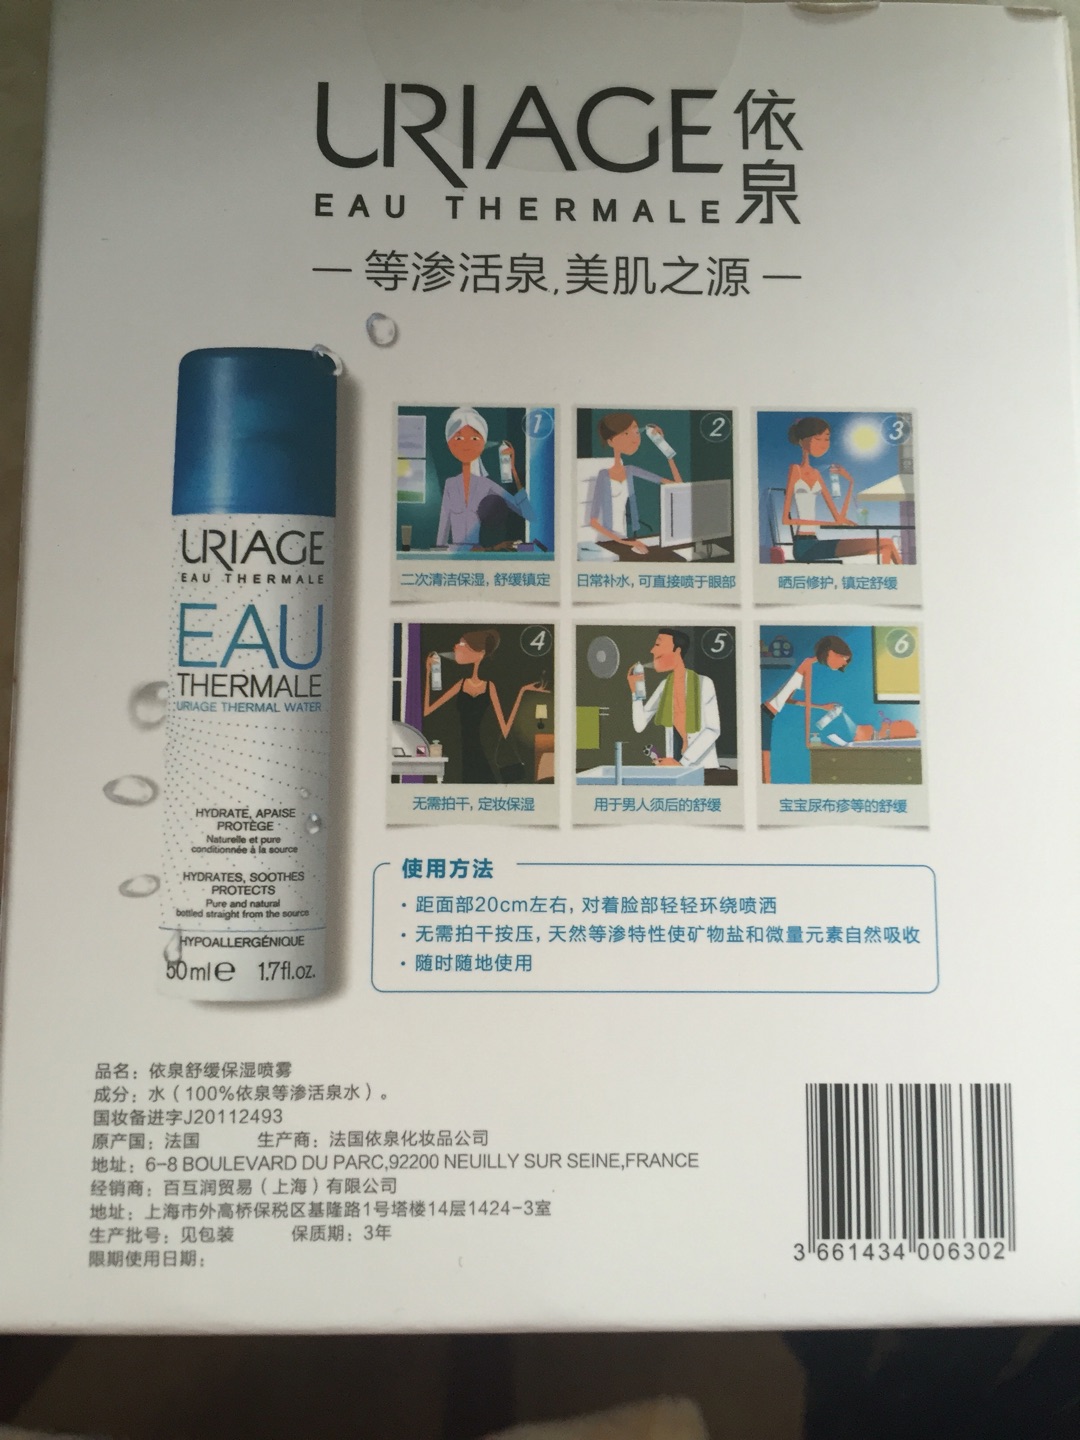 URIAGE 依泉
EAU THERMALE
一等渗活泉,美肌之源一
1
2
3
二次清洁保湿，舒缓镇定
日常补水，可直接喷于眼部
晒后修护，镇定舒缓
4
5
6
无需拍干，定妆保湿
用于男人须后的舒缓
宝宝尿布疹等的舒缓
URIAGE
EAU THERMALE
EAU
THERMALE
URIAGE THERMAL WATER
HYDRATE, APAISE
PROTÈGE
Naturelle et pure
conditionnée à la source
HYDRATES, SOOTHES
PROTECTS
Pure and natural
bottled straight from the source
HYPOALLERGÉNIQUE
50ml e 1.7fl.oz.
使用方法
· 距面部20cm左右，对着脸部轻轻环绕喷洒
· 无需拍干按压，天然等渗特性使矿物盐和微量元素自然吸收
· 随时随地使用
品名：依泉舒缓保湿喷雾
成分：水（100%依泉等渗活泉水）。
国妆备进字J20112493
原产国：法国 生产商：法国依泉化妆品公司
地址：6-8 BOULEVARD DU PARC,92200 NEUILLY SUR SEINE,FRANCE
经销商：百互润贸易（上海）有限公司
地址：上海市外高桥保税区基隆路1号塔楼14层1424-3室
生产批号：见包装 保质期：3年
限期使用日期：
3 661434 006302